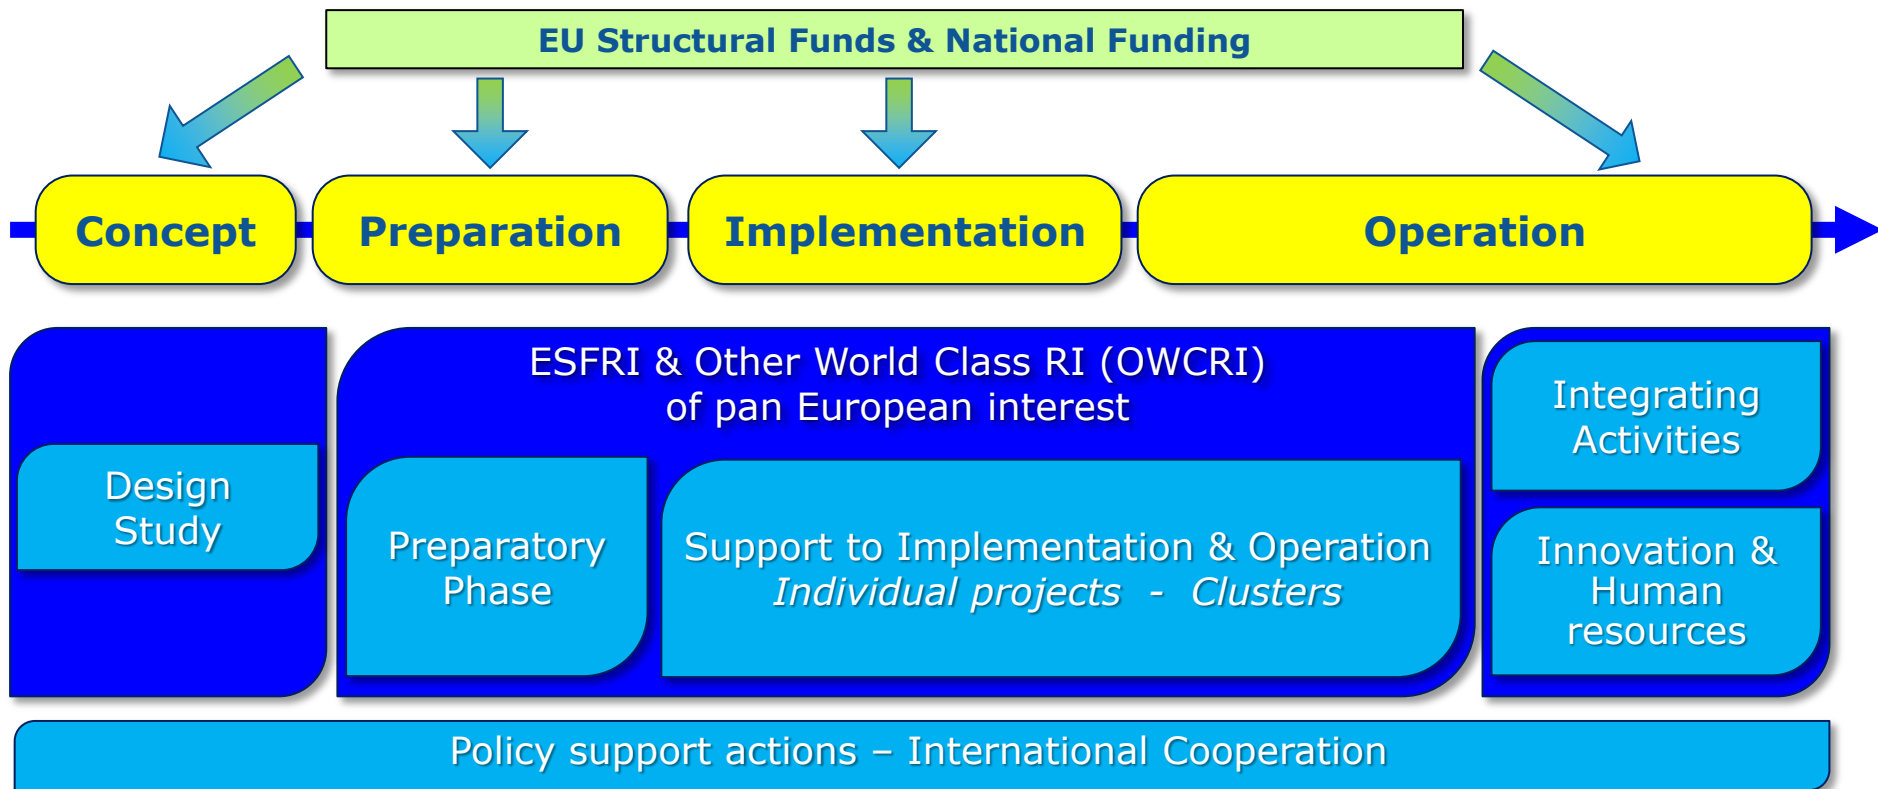 EU Structural Funds & National Funding
Concept
Preparation
Implementation
Operation
ESFRI & Other World Class RI (OWCRI)
of pan European interest
Design
Study
Preparatory
Phase
Support to Implementation & Operation
Individual projects - Clusters
Integrating
Activities
Innovation &
Human
resources
Policy support actions – International Cooperation